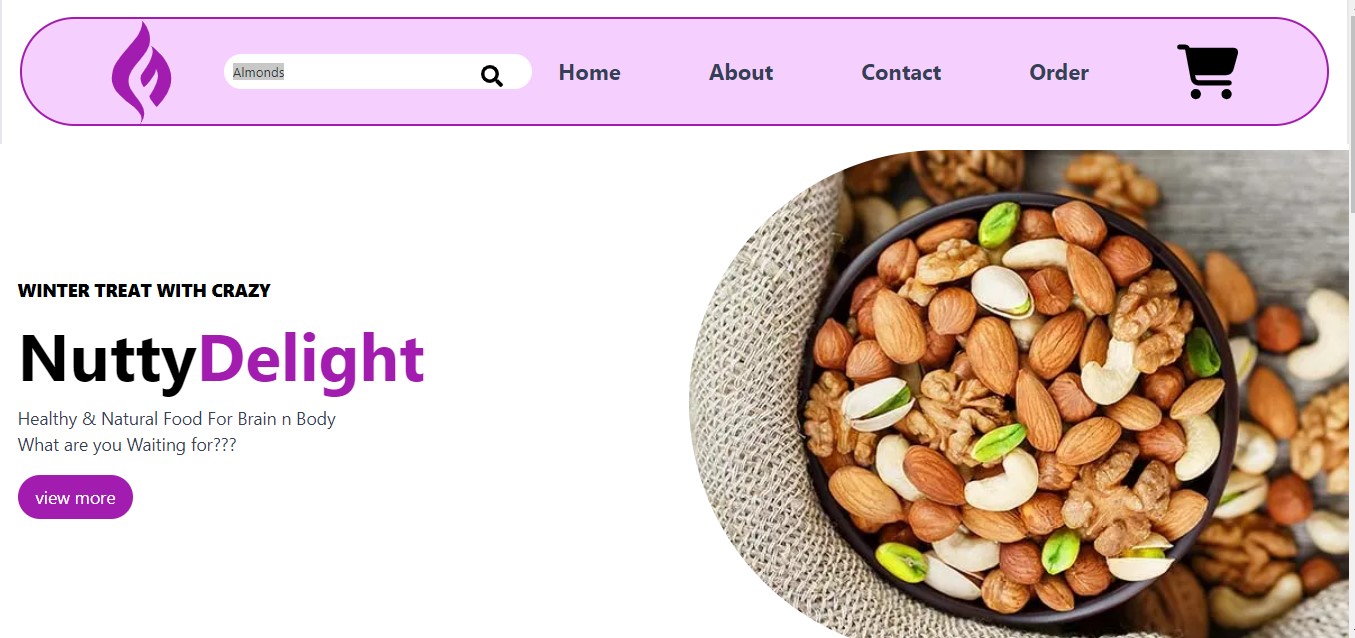 Almonds
Home About Contact Order
WINTER TREAT WITH CRAZY
NuttyDelight
Healthy & Natural Food For Brain n Body
What are you Waiting for???
view more